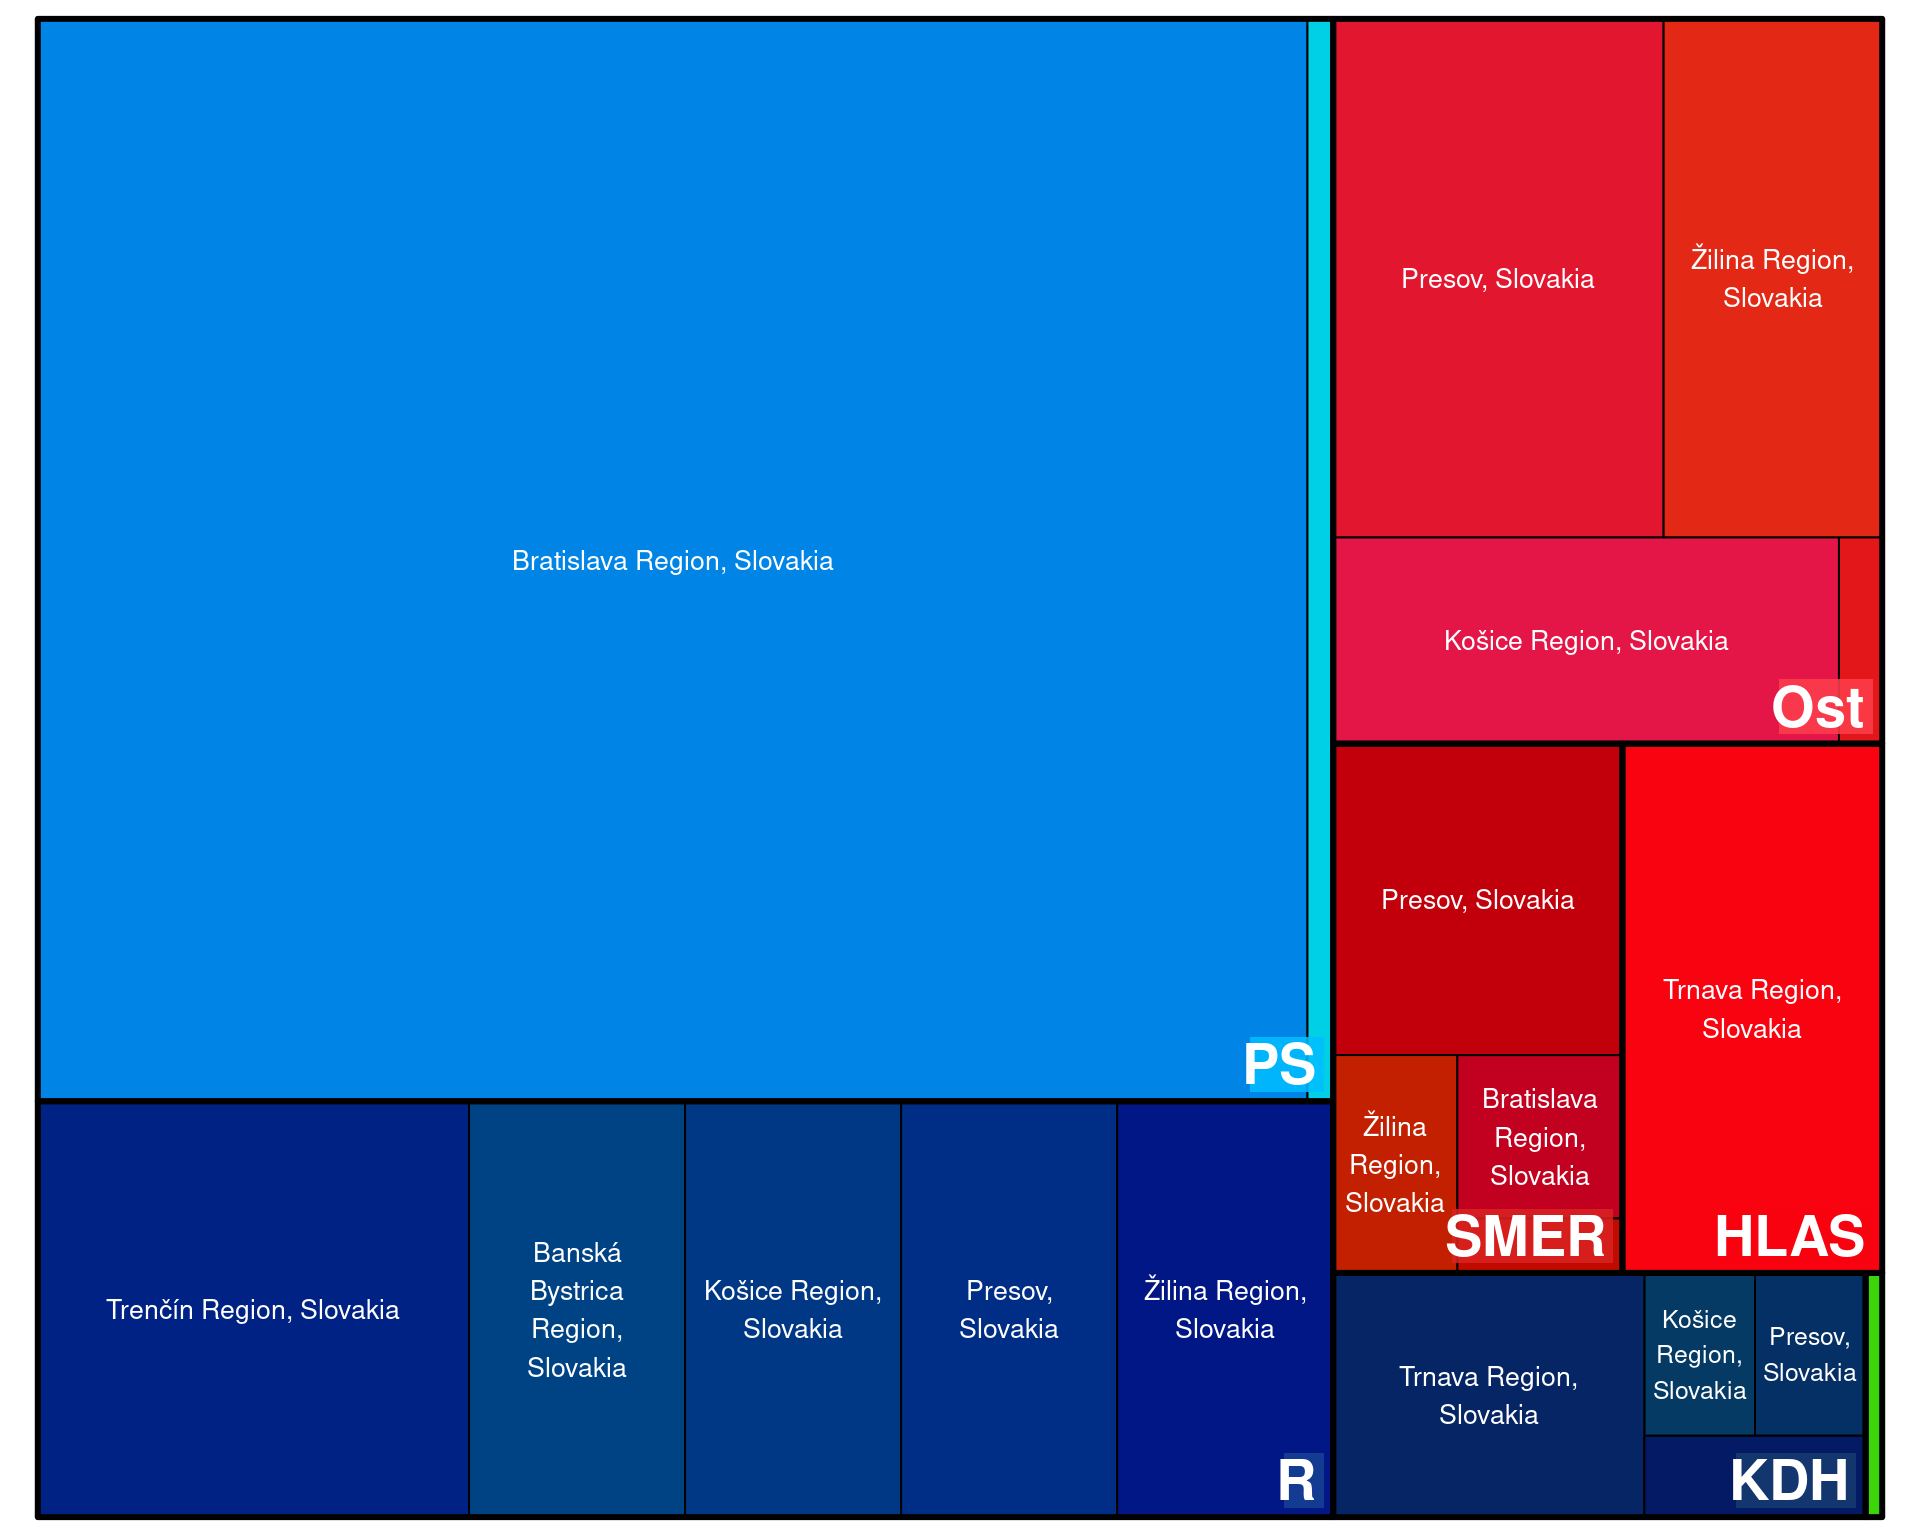 Bratislava Region, Slovakia
PS
Presov, Slovakia
Žilina Region,
Slovakia
Košice Region, Slovakia
Ost
Presov, Slovakia
Žilina
Region,
Slovakia
Bratislava
Region,
Slovakia
SMER
Trnava Region,
Slovakia
HLAS
Trenčín Region, Slovakia
Banská
Bystrica
Region,
Slovakia
Košice Region,
Slovakia
Presov,
Slovakia
Žilina Region,
Slovakia
R
Trnava Region,
Slovakia
Košice
Region,
Slovakia
Presov,
Slovakia
KDH